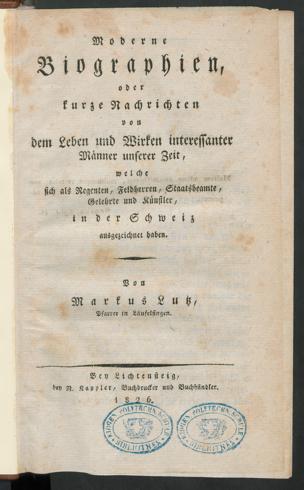 Moderne
Biographien,
oder
kurze Nachrichten
von
dem Leben und Wirken interessanter
Männer unserer Zeit,
welche
sich als Regenten, Feldherren, Staatsbeamte,
Gelehrte und Künstler,
in der Schweiz
ausgezeichnet haben.
Von
Markus Lutz,
Pfarrer in Läufelfingen.
Bey Lichtensteig,
bey N. Kappler, Buchdrucker und Buchhändler.
1826.